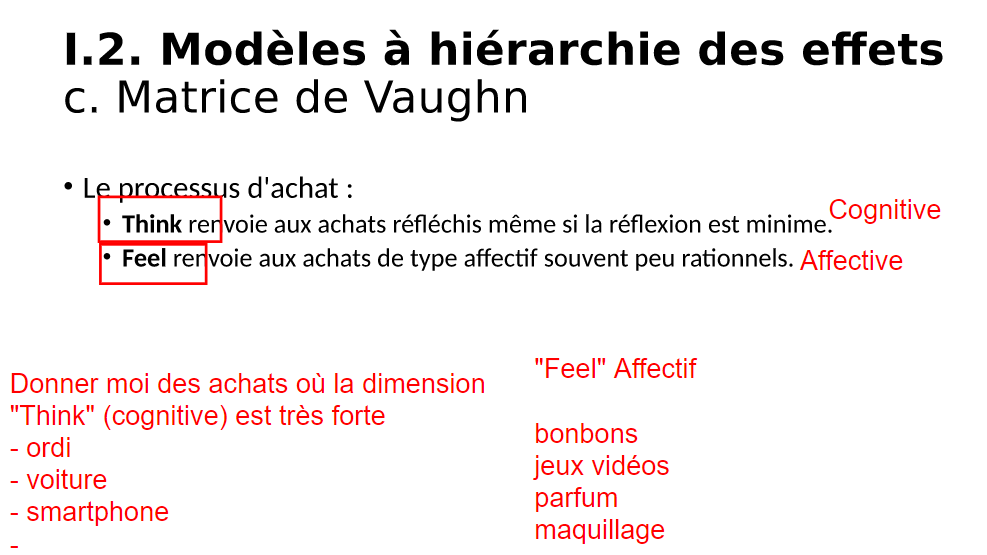 I.2. Modèles à hiérarchie des effets
c. Matrice de Vaughn
• Le processus d'achat :
• Think renvoie aux achats réfléchis même si la réflexion est minime.
Cognitive
• Feel renvoie aux achats de type affectif souvent peu rationnels.
Affective
Donner moi des achats où la dimension
"Think" (cognitive) est très forte
- ordi
- voiture
- smartphone
-
"Feel" Affectif
bonbons
jeux vidéos
parfum
maquillage